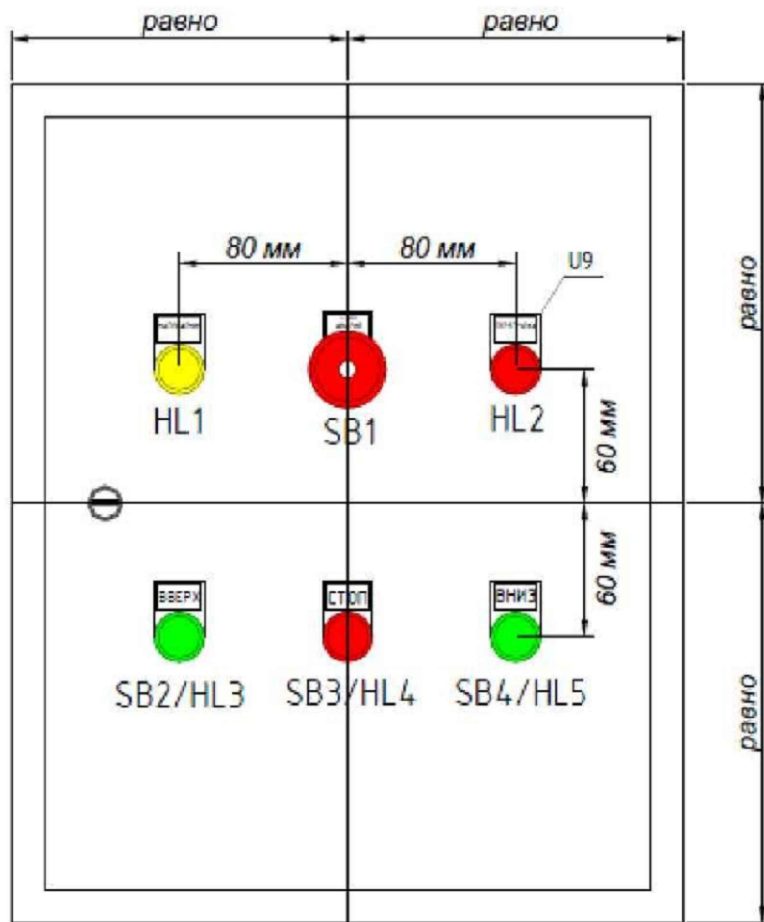 равно равно
80 мм 80 мм
U9
равно
HL1 SB1 HL2
60 мм
60 мм
ВВЕРХ СТОП ВНИЗ
SB2/HL3 SB3/HL4 SB4/HL5
равно